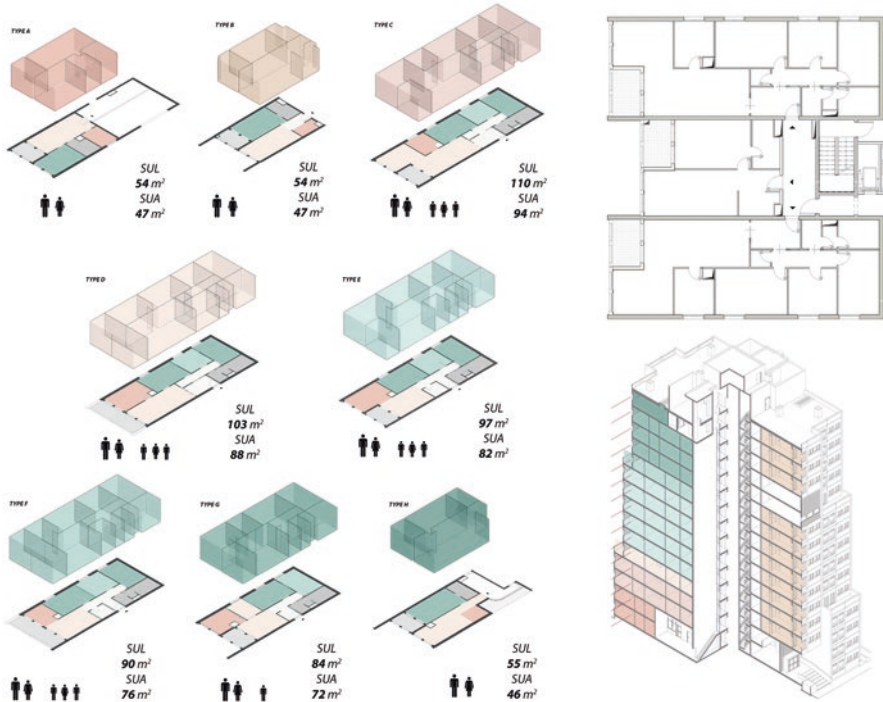 TYPE A
SUL
54 m²
SUA
47 m²
TYPE B
SUL
54 m²
SUA
47 m²
TYPE C
SUL
110 m²
SUA
94 m²
TYPE D
SUL
103 m²
SUA
88 m²
TYPE E
SUL
97 m²
SUA
82 m²
TYPE F
SUL
90 m²
SUA
76 m²
TYPE G
SUL
84 m²
SUA
72 m²
TYPE H
SUL
55 m²
SUA
46 m²